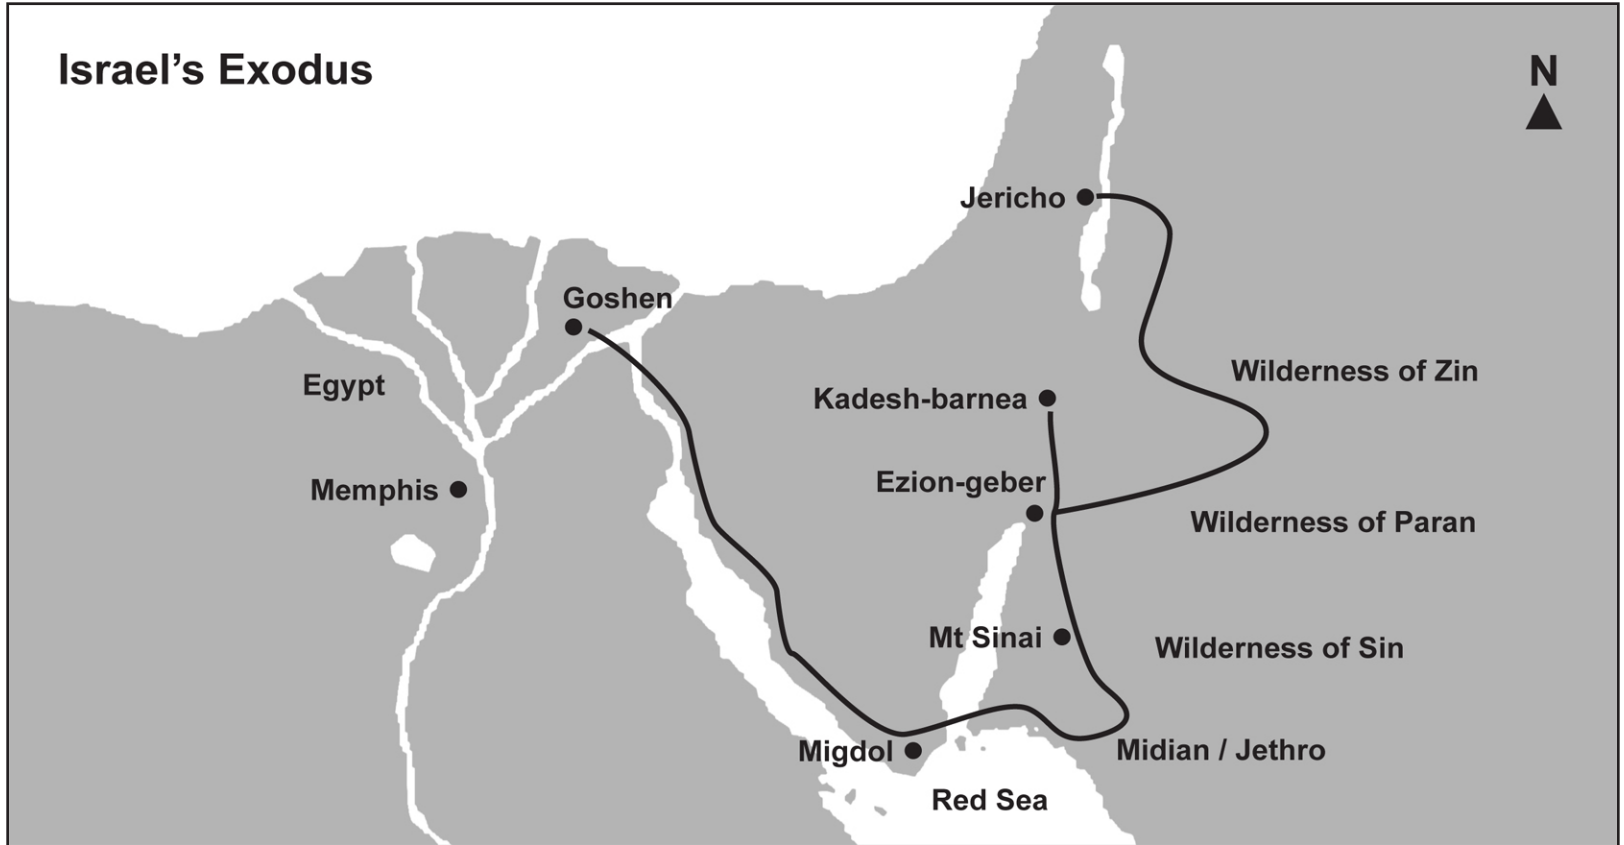 Israel’s Exodus
N
Jericho
Goshen
Wilderness of Zin
Egypt
Kadesh-barnea
Ezion-geber
Memphis
Wilderness of Paran
Mt Sinai
Wilderness of Sin
Migdol
Midian / Jethro
Red Sea